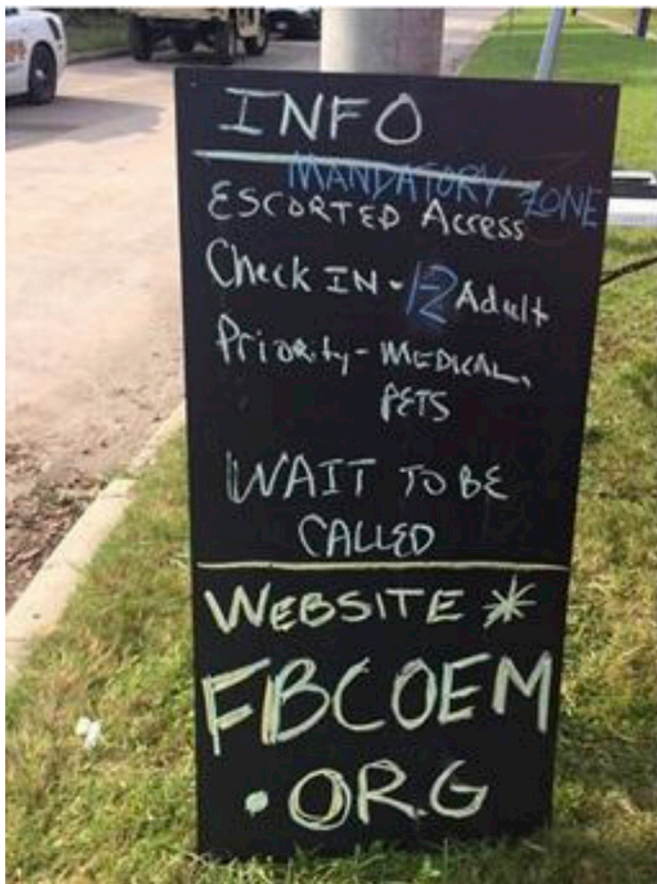 INFO
MANDATORY ZONE
ESCORTED Access
Check IN - 1-2 Adult
Priority - MEDICAL,
PETS
WAIT TO BE
CALLED
WEBSITE *
FBCOEM
.ORG